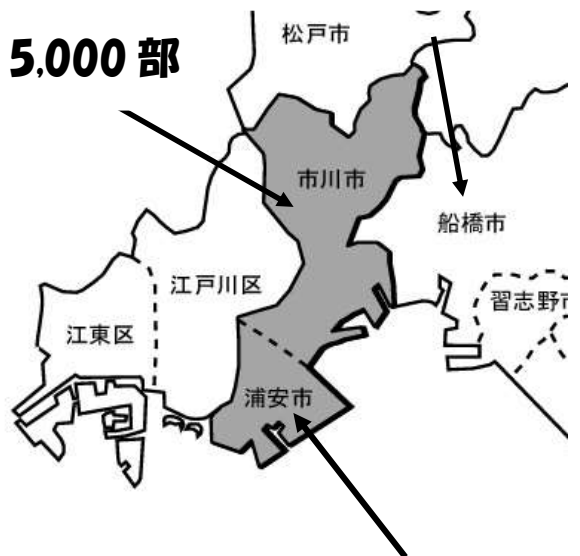 松戸市
5,000 部
市川市
船橋市
江戸川区
習志野市
江東区
浦安市